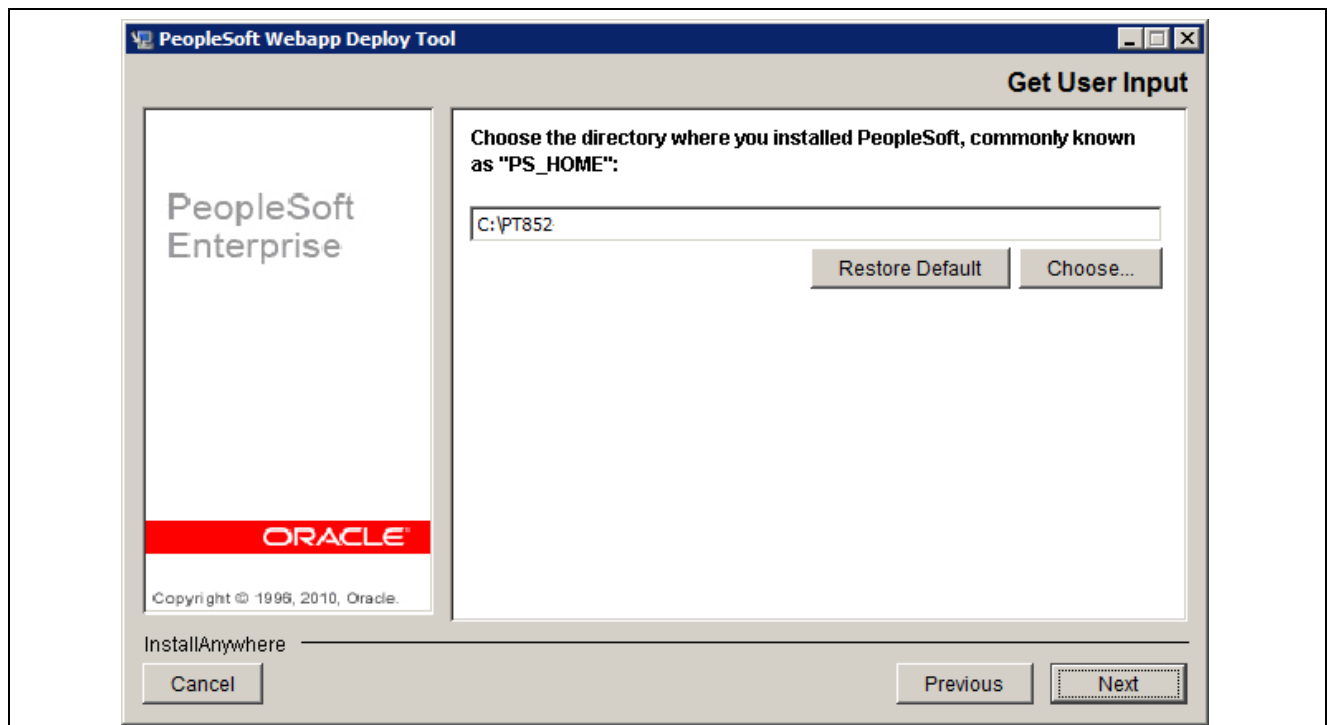 PeopleSoft Webapp Deploy Tool
Get User Input
PeopleSoft
Enterprise
ORACLE
Copyright © 1996, 2010, Oracle.
Choose the directory where you installed PeopleSoft, commonly known
as "PS_HOME":
C:\PT852
Restore Default
Choose...
InstallAnywhere
Cancel
Previous
Next